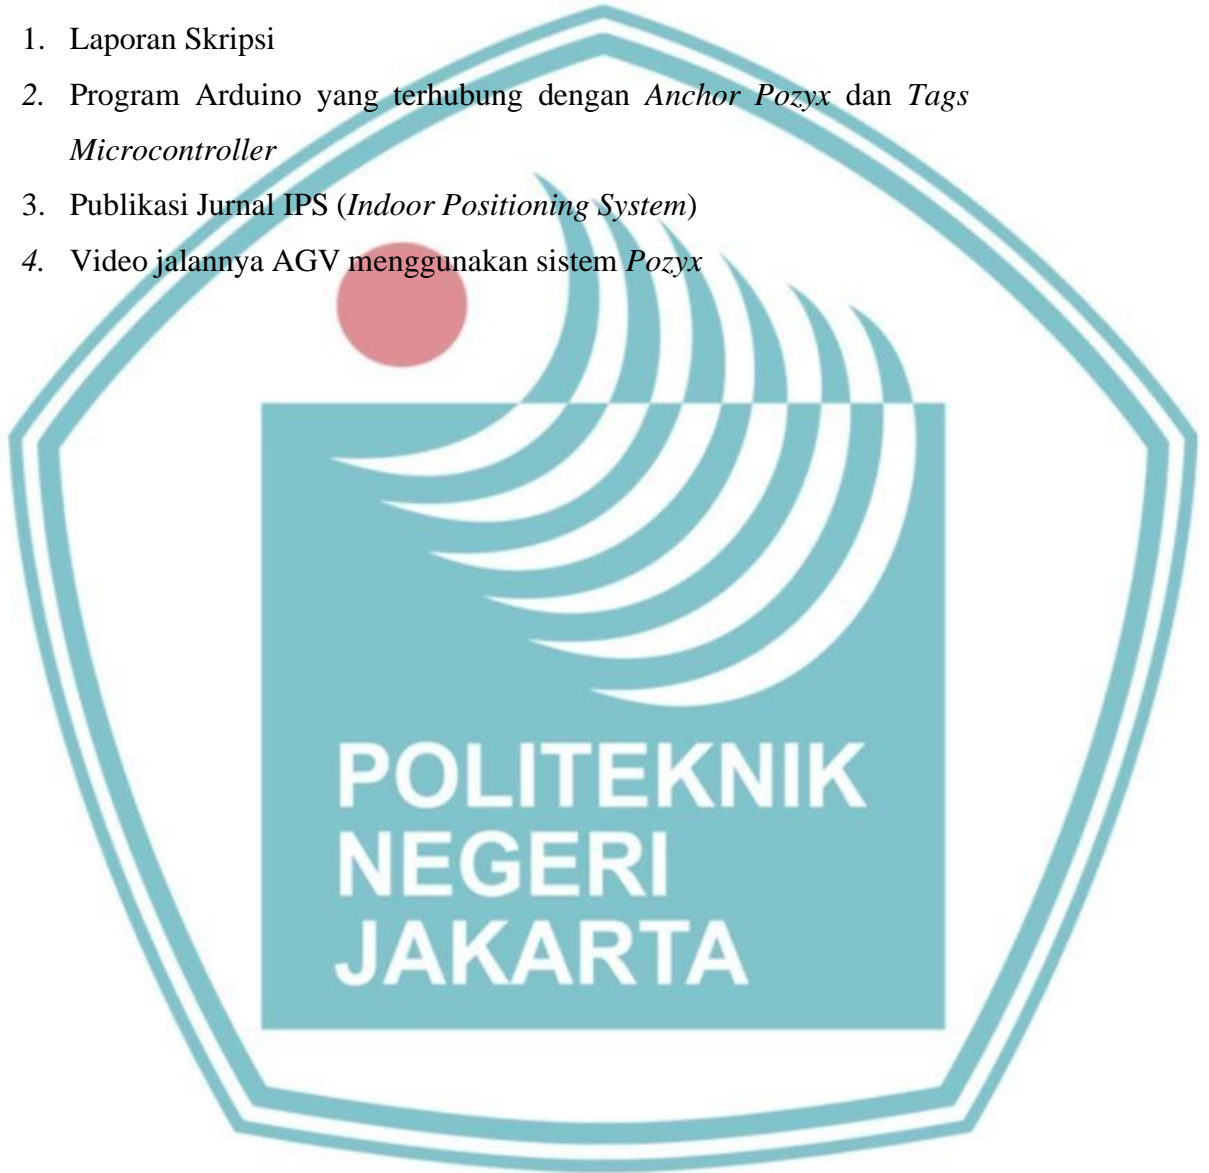 1. Laporan Skripsi
2. Program Arduino yang terhubung dengan Anchor Pozyx dan Tags
Microcontroller
3. Publikasi Jurnal IPS (Indoor Positioning System)
4. Video jalannya AGV menggunakan sistem Pozyx
POLITEKNIK
NEGERI
JAKARTA